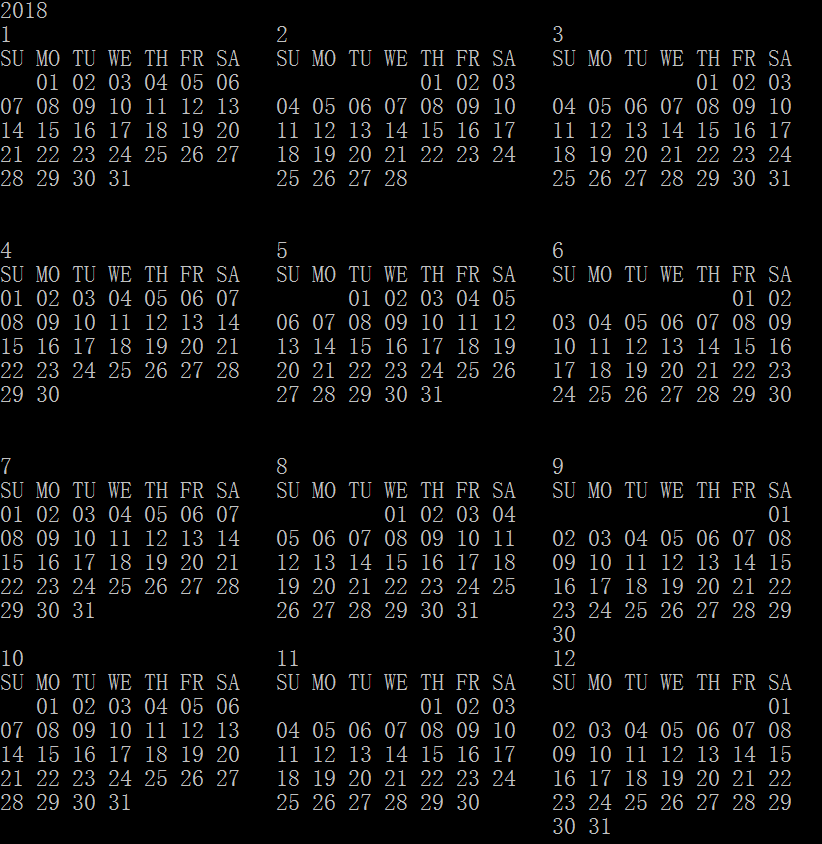 2018
1                      2                      3
SU MO TU WE TH FR SA   SU MO TU WE TH FR SA   SU MO TU WE TH FR SA
   01 02 03 04 05 06               01 02 03               01 02 03
07 08 09 10 11 12 13   04 05 06 07 08 09 10   04 05 06 07 08 09 10
14 15 16 17 18 19 20   11 12 13 14 15 16 17   11 12 13 14 15 16 17
21 22 23 24 25 26 27   18 19 20 21 22 23 24   18 19 20 21 22 23 24
28 29 30 31            25 26 27 28            25 26 27 28 29 30 31
4                      5                      6
SU MO TU WE TH FR SA   SU MO TU WE TH FR SA   SU MO TU WE TH FR SA
01 02 03 04 05 06 07         01 02 03 04 05                  01 02
08 09 10 11 12 13 14   06 07 08 09 10 11 12   03 04 05 06 07 08 09
15 16 17 18 19 20 21   13 14 15 16 17 18 19   10 11 12 13 14 15 16
22 23 24 25 26 27 28   20 21 22 23 24 25 26   17 18 19 20 21 22 23
29 30                  27 28 29 30 31         24 25 26 27 28 29 30
7                      8                      9
SU MO TU WE TH FR SA   SU MO TU WE TH FR SA   SU MO TU WE TH FR SA
01 02 03 04 05 06 07            01 02 03 04                     01
08 09 10 11 12 13 14   05 06 07 08 09 10 11   02 03 04 05 06 07 08
15 16 17 18 19 20 21   12 13 14 15 16 17 18   09 10 11 12 13 14 15
22 23 24 25 26 27 28   19 20 21 22 23 24 25   16 17 18 19 20 21 22
29 30 31               26 27 28 29 30 31      23 24 25 26 27 28 29
                                              30
10                     11                     12
SU MO TU WE TH FR SA   SU MO TU WE TH FR SA   SU MO TU WE TH FR SA
   01 02 03 04 05 06               01 02 03                     01
07 08 09 10 11 12 13   04 05 06 07 08 09 10   02 03 04 05 06 07 08
14 15 16 17 18 19 20   11 12 13 14 15 16 17   09 10 11 12 13 14 15
21 22 23 24 25 26 27   18 19 20 21 22 23 24   16 17 18 19 20 21 22
28 29 30 31            25 26 27 28 29 30      23 24 25 26 27 28 29
                                              30 31